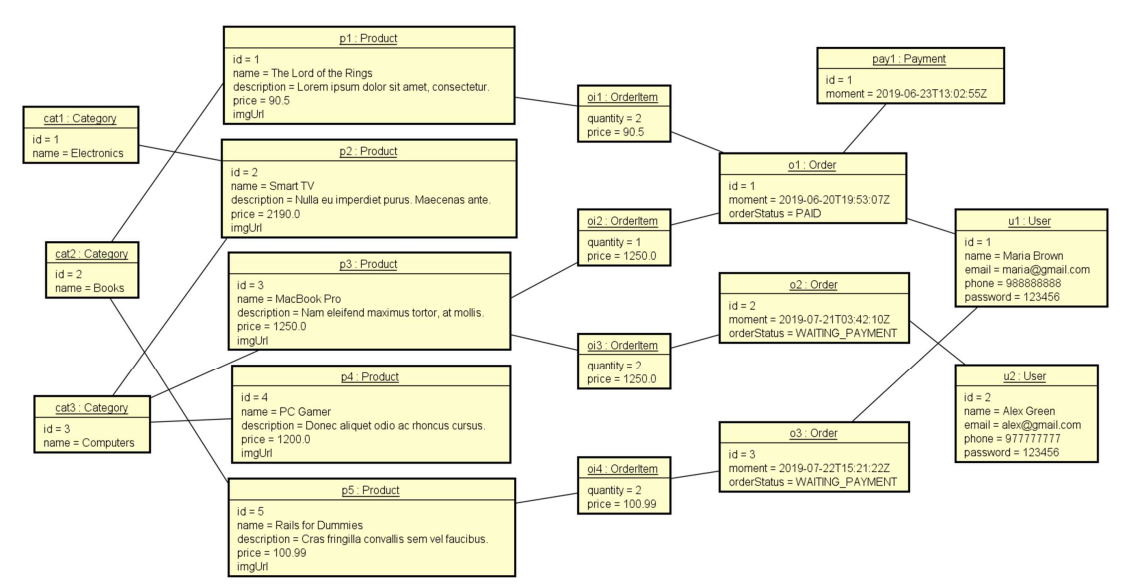 cat1 : Category
id = 1
name = Electronics
cat2 : Category
id = 2
name = Books
cat3 : Category
id = 3
name = Computers
p1 : Product
id = 1
name = The Lord of the Rings
description = Lorem ipsum dolor sit amet, consectetur.
price = 90.5
imgUrl
p2 : Product
id = 2
name = Smart TV
description = Nulla eu imperdiet purus. Maecenas ante.
price = 2190.0
imgUrl
p3 : Product
id = 3
name = MacBook Pro
description = Nam eleifend maximus tortor, at mollis.
price = 1250.0
imgUrl
p4 : Product
id = 4
name = PC Gamer
description = Donec aliquet odio ac rhoncus cursus.
price = 1200.0
imgUrl
p5 : Product
id = 5
name = Rails for Dummies
description = Cras fringilla convallis sem vel faucibus.
price = 100.99
imgUrl
oi1 : OrderItem
quantity = 2
price = 90.5
oi2 : OrderItem
quantity = 1
price = 1250.0
oi3 : OrderItem
quantity = 2
price = 1250.0
oi4 : OrderItem
quantity = 2
price = 100.99
pay1 : Payment
id = 1
moment = 2019-06-23T13:02:55Z
o1 : Order
id = 1
moment = 2019-06-20T19:53:07Z
orderStatus = PAID
o2 : Order
id = 2
moment = 2019-07-21T03:42:10Z
orderStatus = WAITING_PAYMENT
o3 : Order
id = 3
moment = 2019-07-22T15:21:22Z
orderStatus = WAITING_PAYMENT
u1 : User
id = 1
name = Maria Brown
email = maria@gmail.com
phone = 988888888
password = 123456
u2 : User
id = 2
name = Alex Green
email = alex@gmail.com
phone = 977777777
password = 123456